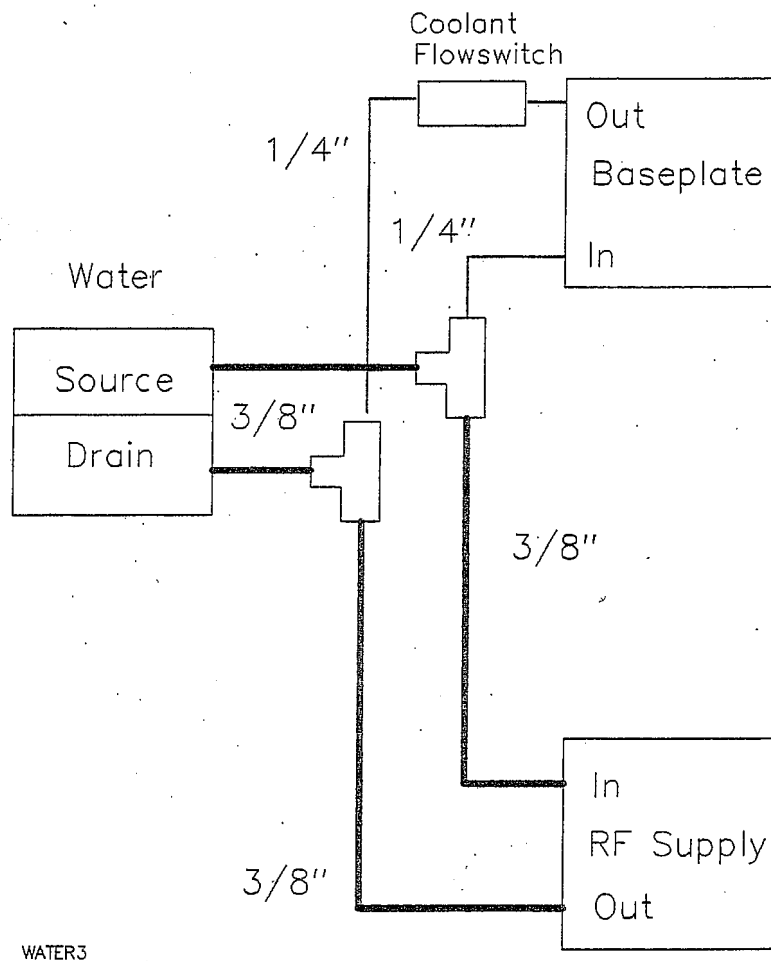 Coolant
Flowswitch
Out
1/4"
Baseplate
1/4"
In
Water
Source
3/8"
Drain
3/8"
In
RF Supply
3/8"
Out
WATER3